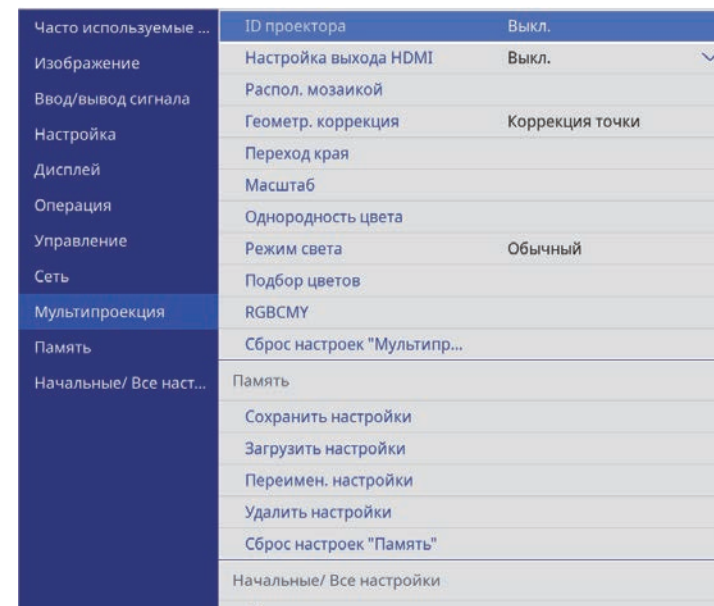 Часто используемые ...
Изображение
Ввод/вывод сигнала
Настройка
Дисплей
Операция
Управление
Сеть
Мультипроекция
Память
Начальные/ Все наст...
ID проектора Выкл.
Настройка выхода HDMI Выкл.
Распол. мозаикой
Геометр. коррекция Коррекция точки
Переход края
Масштаб
Однородность цвета
Режим света Обычный
Подбор цветов
RGBCMY
Сброс настроек "Мультипр...
Память
Сохранить настройки
Загрузить настройки
Переимен. настройки
Удалить настройки
Сброс настроек "Память"
Начальные/ Все настройки